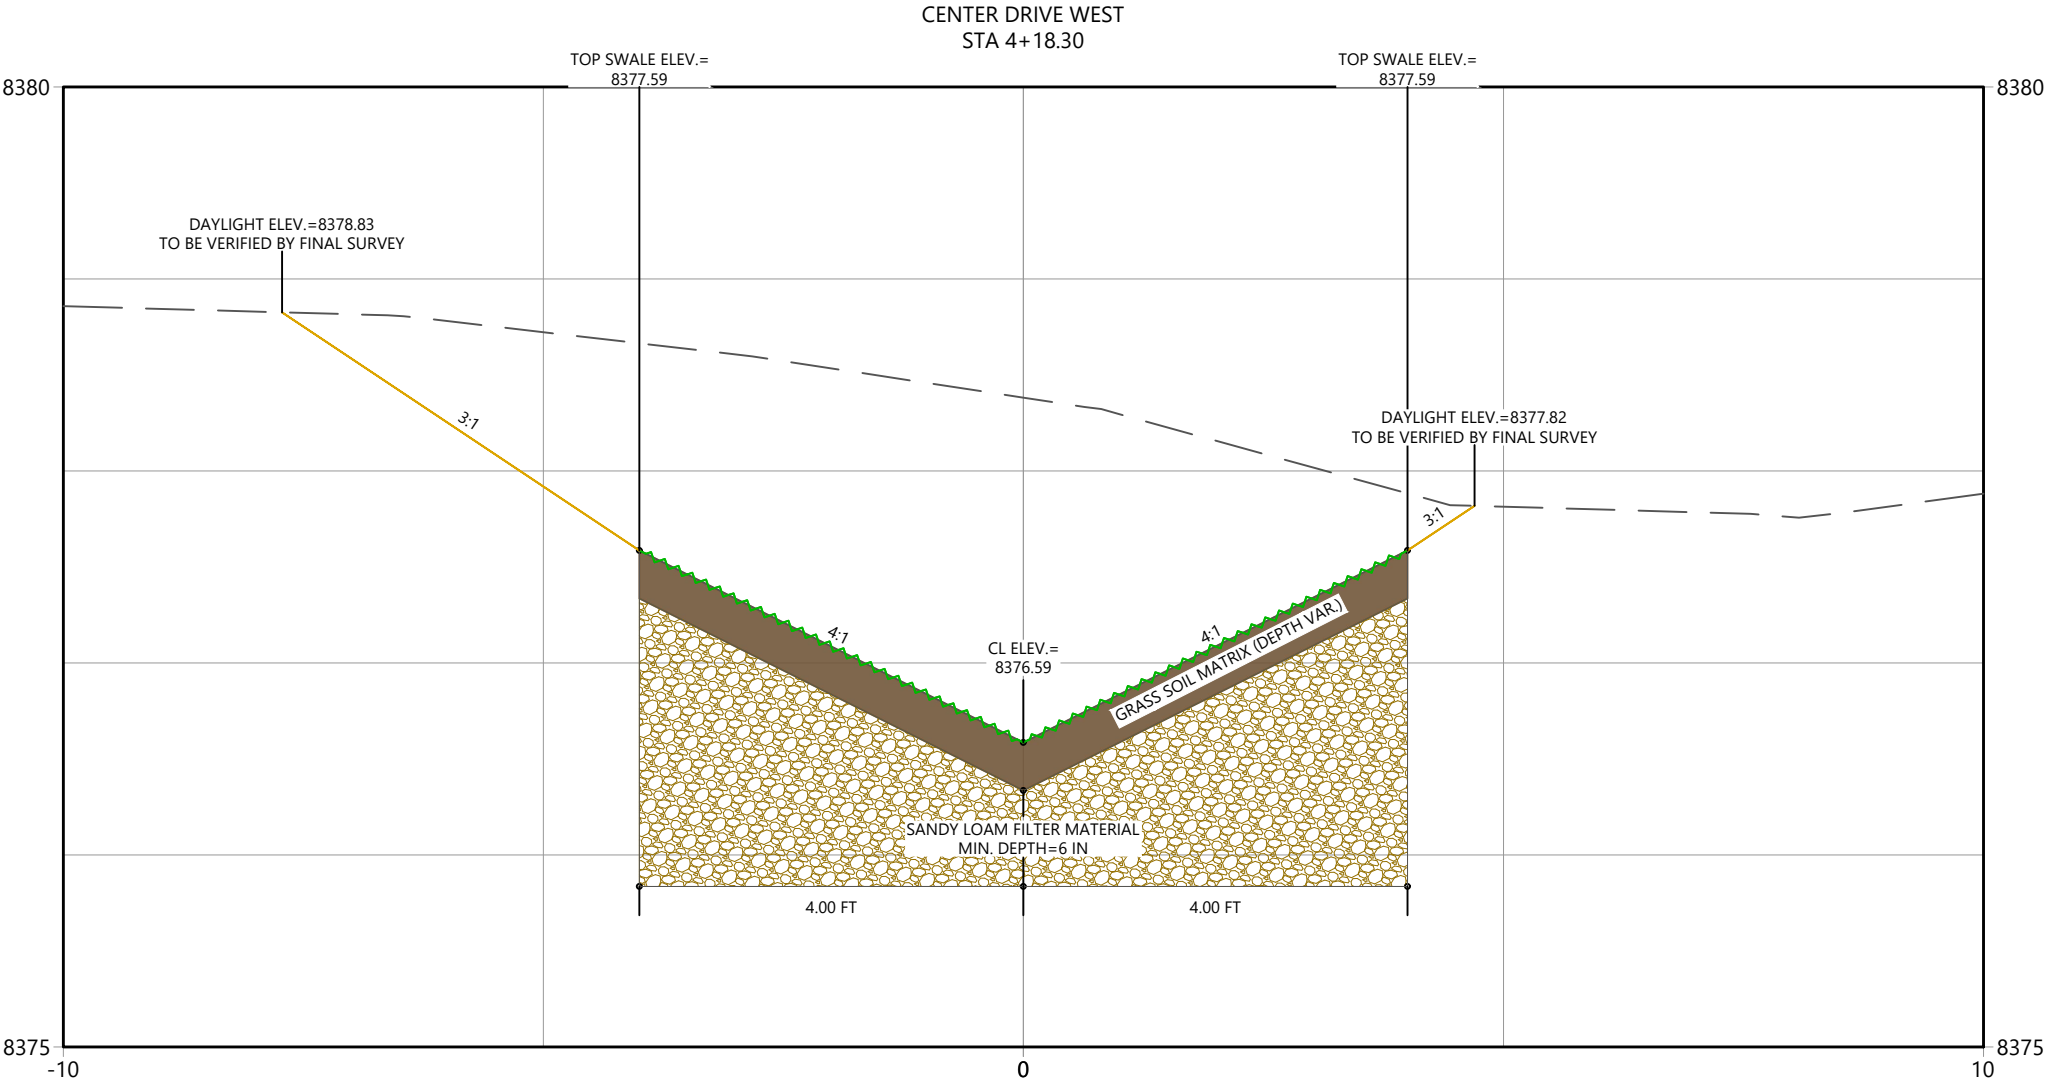 CENTER DRIVE WEST
STA 4+18.30
TOP SWALE ELEV.=
8377.59
TOP SWALE ELEV.=
8377.59
8380
8380
DAYLIGHT ELEV.=8378.83
TO BE VERIFIED BY FINAL SURVEY
3:1
DAYLIGHT ELEV.=8377.82
TO BE VERIFIED BY FINAL SURVEY
3:1
4:1
CL ELEV.=
8376.59
4:1
GRASS SOIL MATRIX (DEPTH VAR.)
SANDY LOAM FILTER MATERIAL
MIN. DEPTH=6 IN
4.00 FT
4.00 FT
8375
8375
-10
0
10